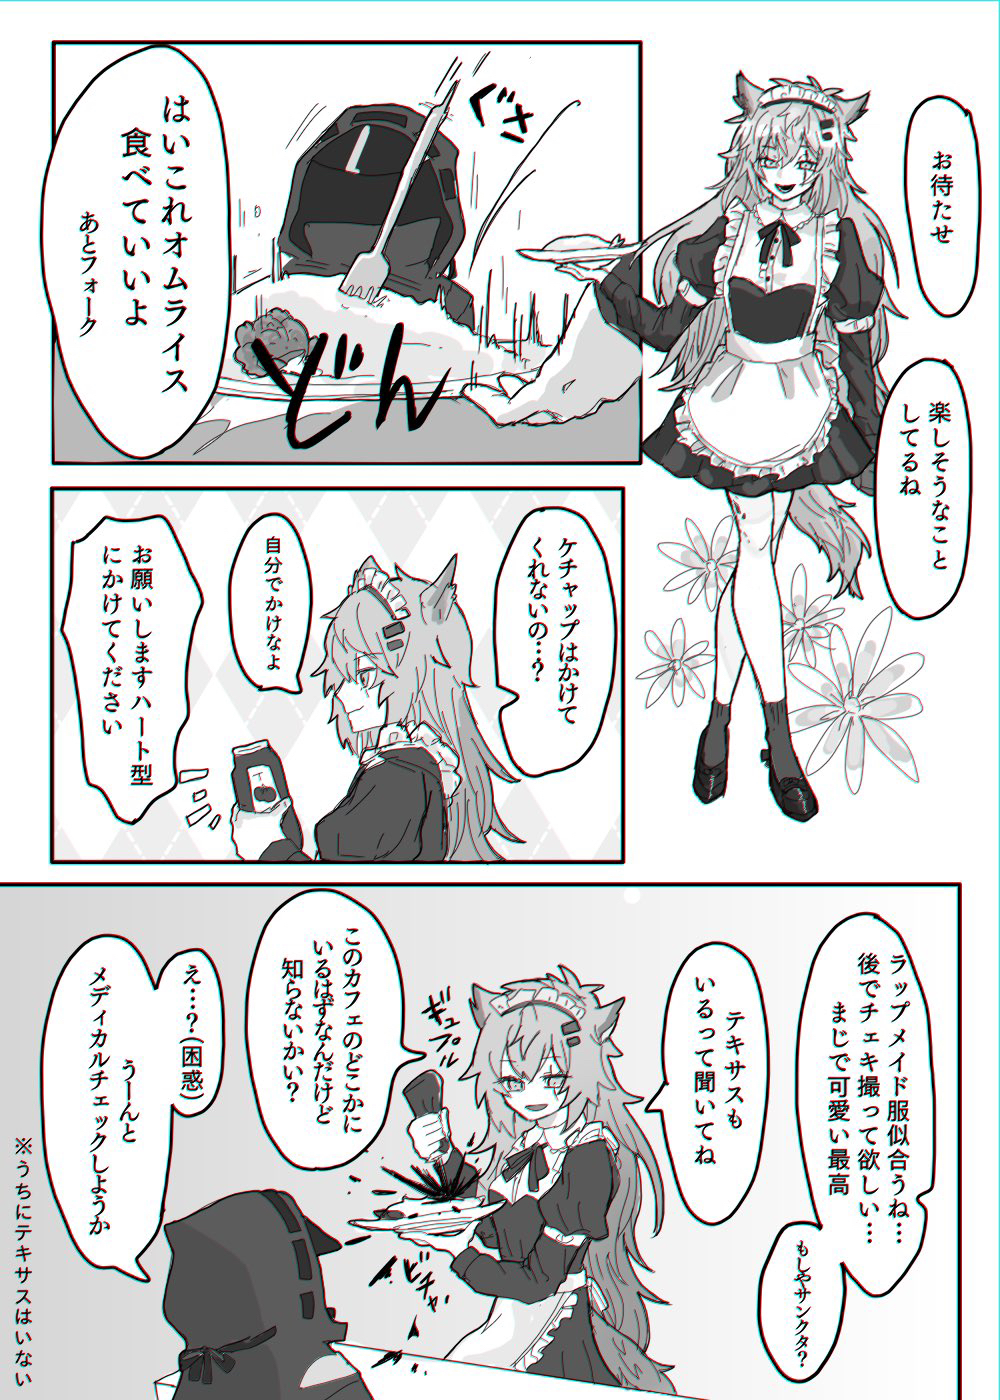 お待たせ
楽しそうなこと
してるね
ぐさ
はいこれオムライス
食べていいよ
あとフォーク
どん
ケチャップはかけて
くれないの…?
自分でかけなよ
お願いしますハート型
にかけてください
ラップメイド服似合うね…
後でチェキ撮って欲しい…
まじで可愛い最高
もしやサンクタ?
テキサスも
いるって聞いてね
このカフェのどこかに
いるはずなんだけど
知らないかい?
ギュプル
ビチャ
え…?(困惑)
うーんと
メディカルチェックしようか
※うちにテキサスはいない